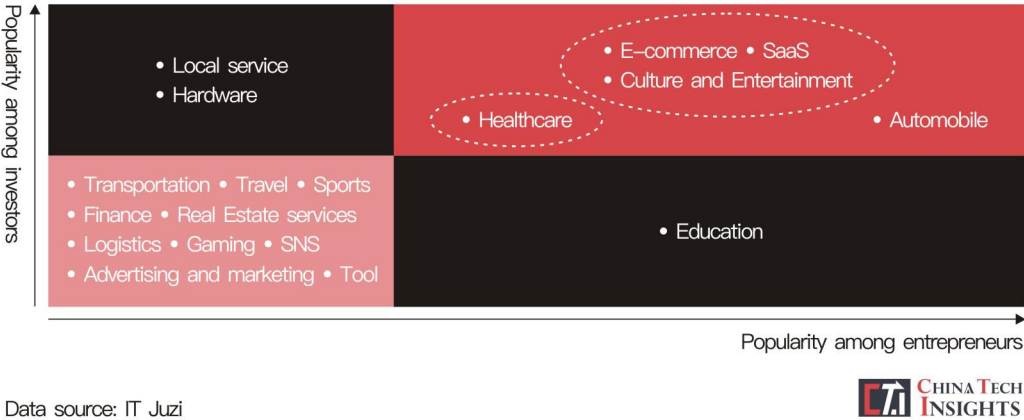 Popularity among investors
• Local service
• Hardware
• E-commerce • SaaS
• Culture and Entertainment
• Healthcare
• Automobile
• Transportation • Travel • Sports
• Finance • Real Estate services
• Logistics • Gaming • SNS
• Advertising and marketing • Tool
• Education
Popularity among entrepreneurs
Data source: IT Juzi
CTI
CHINA TECH
INSIGHTS